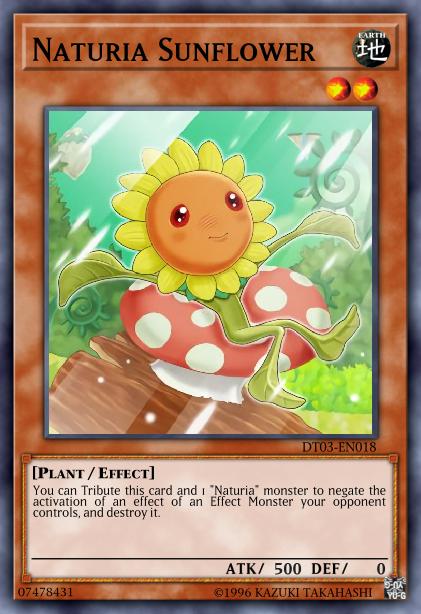 NATURIA SUNFLOWER
EARTH
地
DT03-EN018
[PLANT / EFFECT]
You can Tribute this card and 1 "Naturia" monster to negate the
activation of an effect of an Effect Monster your opponent
controls, and destroy it.
ATK/ 500 DEF/ 0
07478431
©1996 KAZUKI TAKAHASHI